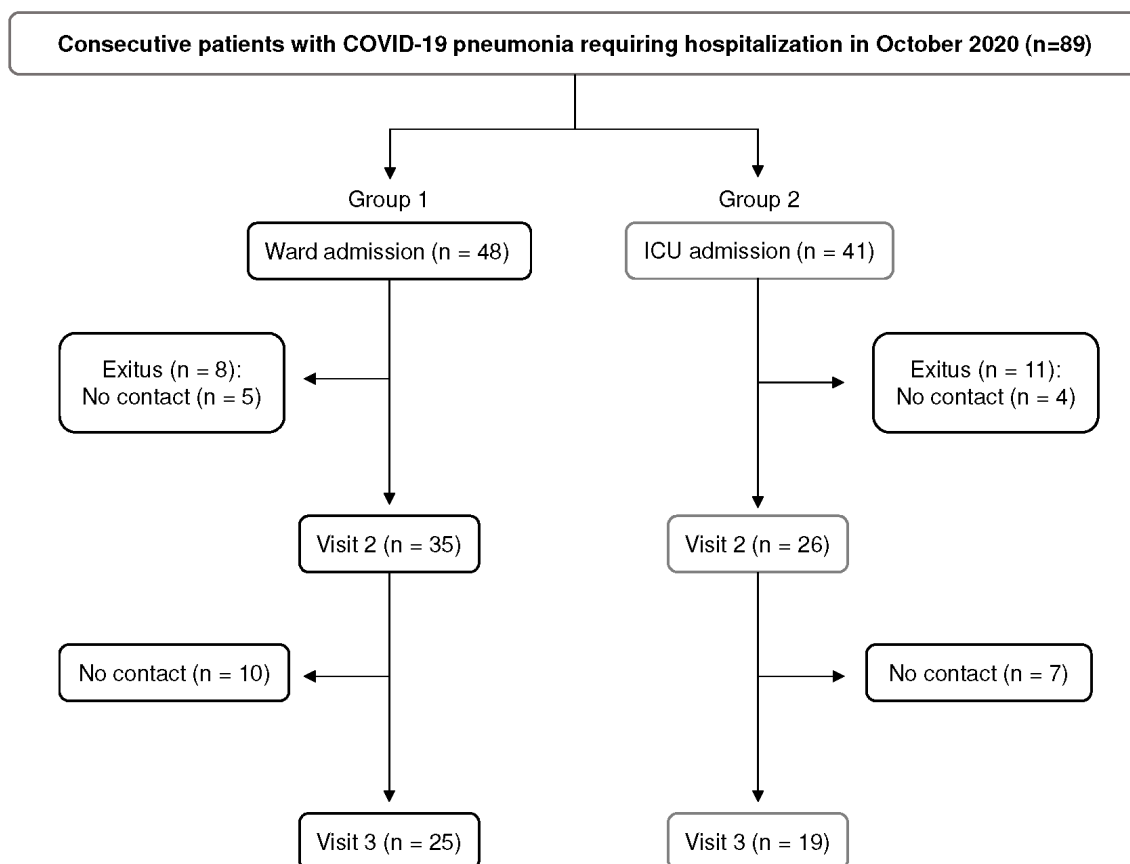 Consecutive patients with COVID-19 pneumonia requiring hospitalization in October 2020 (n=89)
Group 1
Group 2
Ward admission (n = 48)
ICU admission (n = 41)
Exitus (n = 8):
No contact (n = 5)
Exitus (n = 11):
No contact (n = 4)
Visit 2 (n = 35)
Visit 2 (n = 26)
No contact (n = 10)
No contact (n = 7)
Visit 3 (n = 25)
Visit 3 (n = 19)